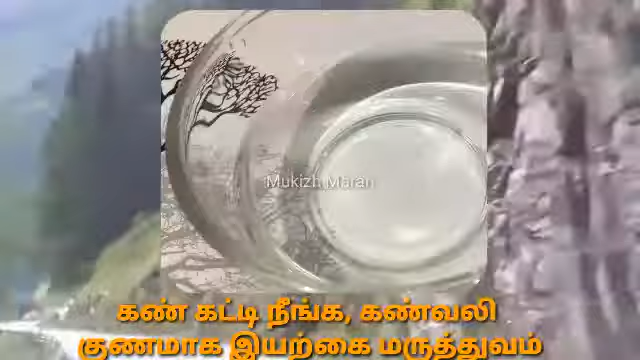 Mukizh Maran
கண் கட்டி நீங்க, கண்வலி
குணமாக இயற்கை மருத்துவம்